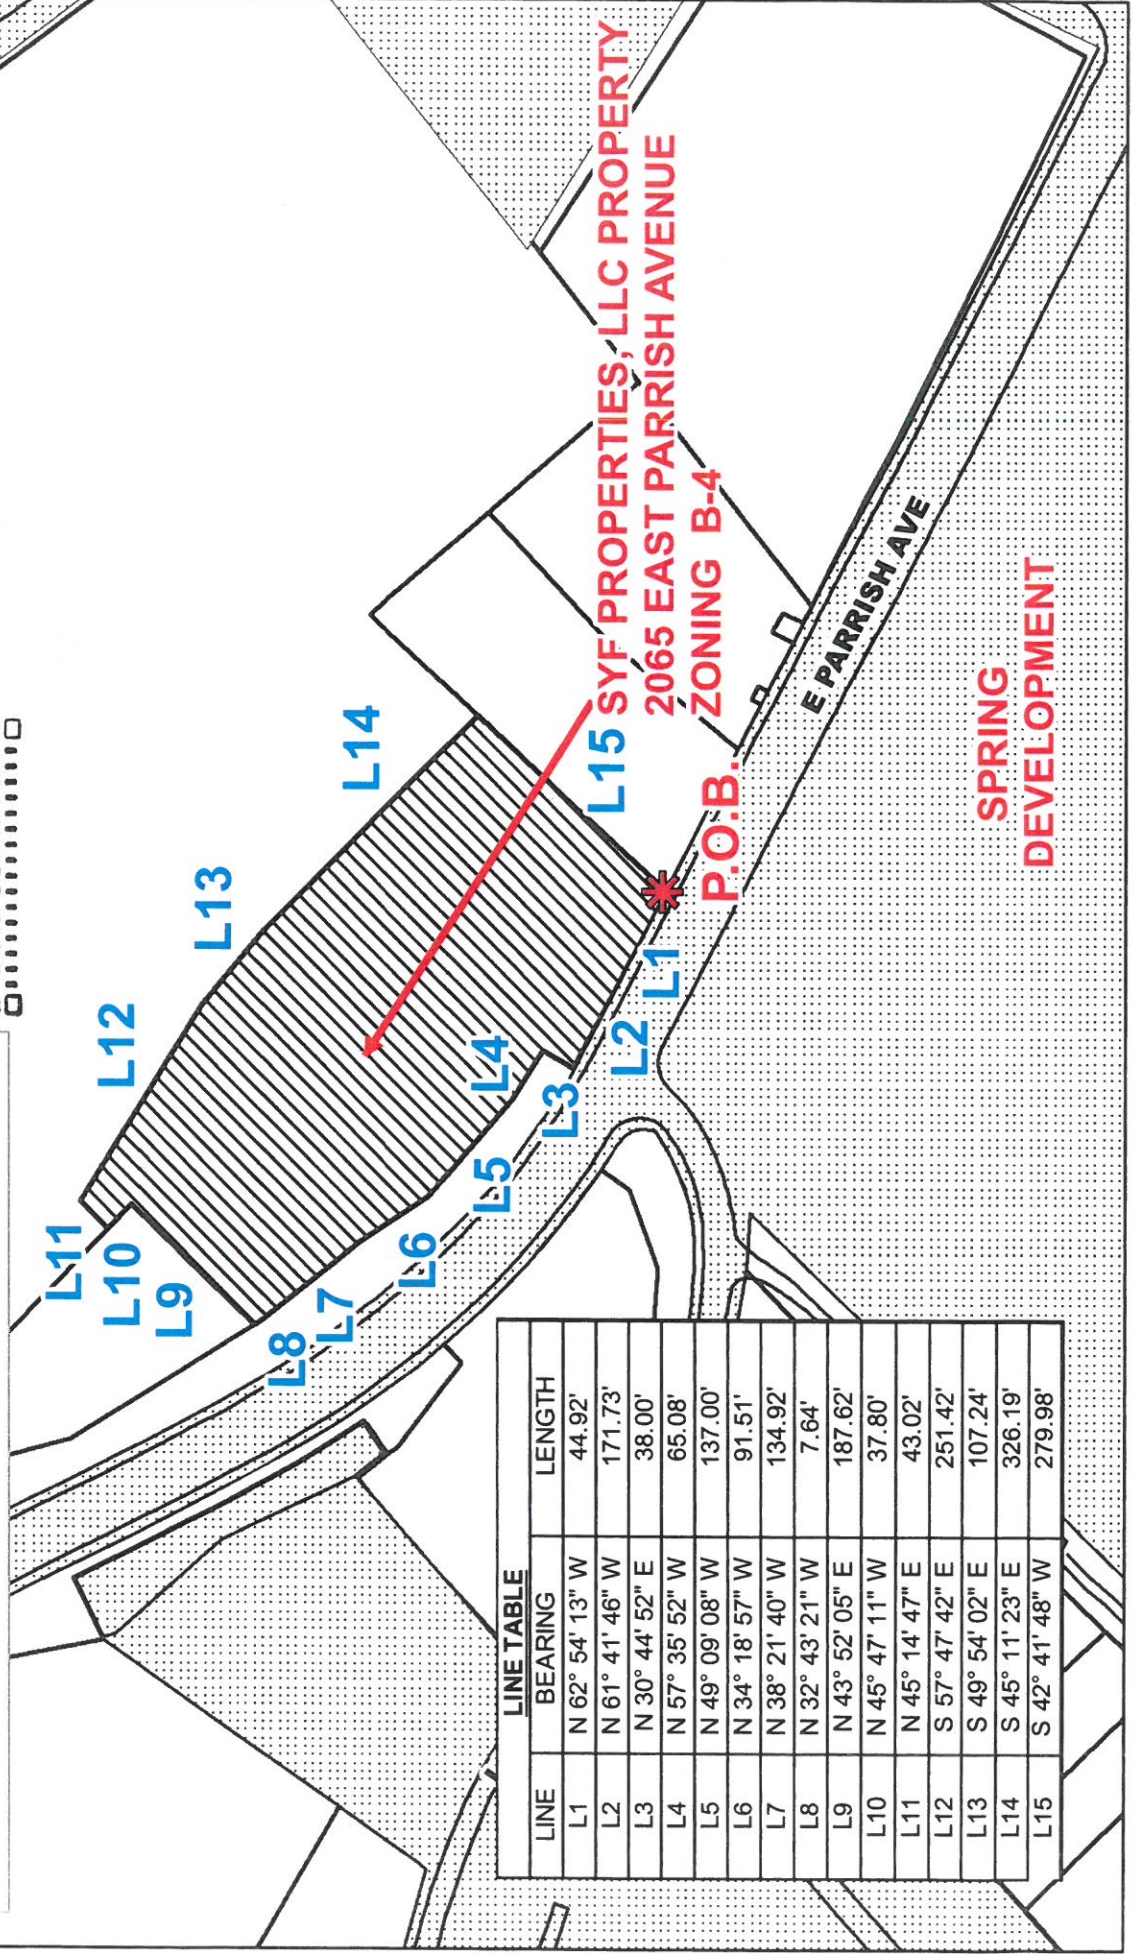 L11
L10
L9
L8
L7
L6
L5
L4
L3
L2
L1
L12
L13
L14
L15
P.O.B.
SYF PROPERTIES, LLC PROPERTY
2065 EAST PARRISH AVENUE
ZONING B-4
E PARRISH AVE
SPRING
DEVELOPMENT
LINE TABLE
LINE BEARING LENGTH
L1 N 62° 54' 13" W 44.92'
L2 N 61° 41' 46" W 171.73'
L3 N 30° 44' 52" E 38.00'
L4 N 57° 35' 52" W 65.08'
L5 N 49° 09' 08" W 137.00'
L6 N 34° 18' 57" W 91.51'
L7 N 38° 21' 40" W 134.92'
L8 N 32° 43' 21" W 7.64'
L9 N 43° 52' 05" E 187.62'
L10 N 45° 47' 11" W 37.80'
L11 N 45° 14' 47" E 43.02'
L12 S 57° 47' 42" E 251.42'
L13 S 49° 54' 02" E 107.24'
L14 S 45° 11' 23" E 326.19'
L15 S 42° 41' 48" W 279.98'